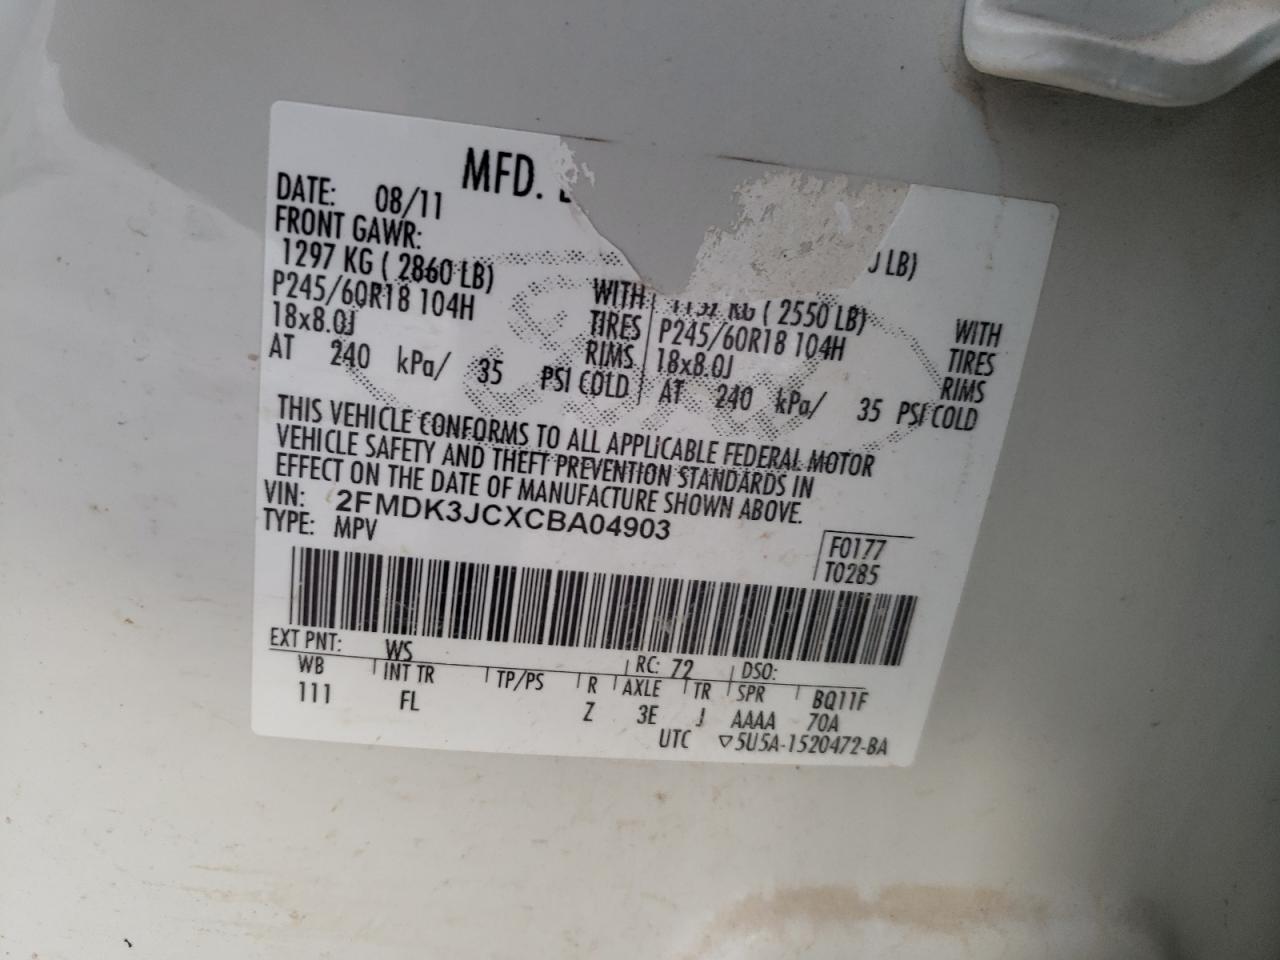 MFD.
DATE: 08/11
FRONT GAWR: LB)
1297 KG ( 2860 LB) WITH KG ( 2550 LB) WITH
P245/60R18 104H TIRES P245/60R18 104H TIRES
18x8.0J RIMS 18x8.0J RIMS
AT 240 kPa/ 35 PSI COLD AT 240 kPa/ 35 PSI COLD
THIS VEHICLE CONFORMS TO ALL APPLICABLE FEDERAL MOTOR
VEHICLE SAFETY AND THEFT PREVENTION STANDARDS IN
EFFECT ON THE DATE OF MANUFACTURE SHOWN ABOVE.
VIN: 2FMDK3JCXCBA04903
TYPE: MPV
F0177
T0285
EXT PNT: WS RC: 72 DSO:
WB INT TR TP/PS R AXLE TR SPR BQ11F
111 FL Z 3E J AAAA 70A
UTC ▽5U5A-1520472-BA